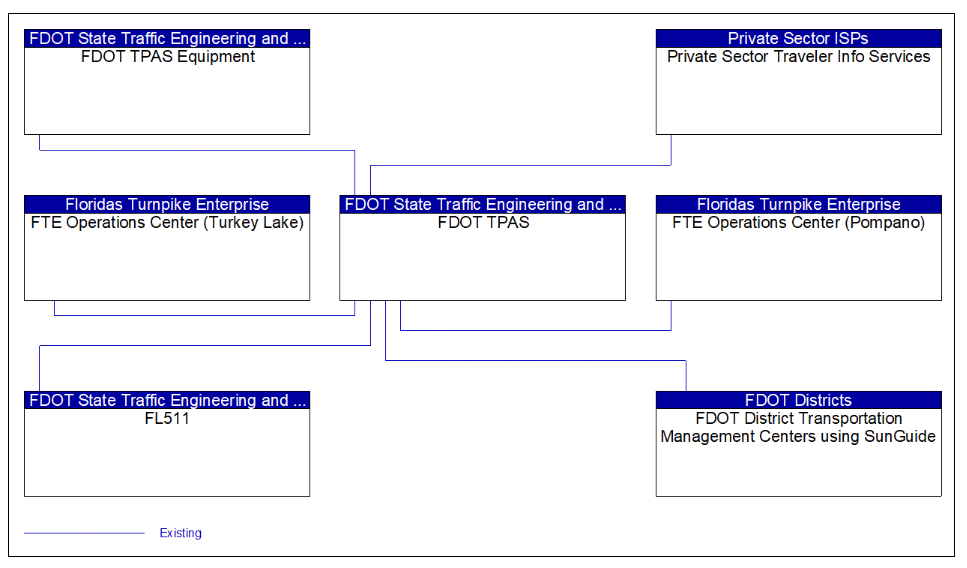 FDOT State Traffic Engineering and ...
FDOT TPAS Equipment
Private Sector ISPs
Private Sector Traveler Info Services
Floridas Turnpike Enterprise
FTE Operations Center (Turkey Lake)
FDOT State Traffic Engineering and ...
FDOT TPAS
Floridas Turnpike Enterprise
FTE Operations Center (Pompano)
FDOT State Traffic Engineering and ...
FL511
FDOT Districts
FDOT District Transportation
Management Centers using SunGuide
Existing